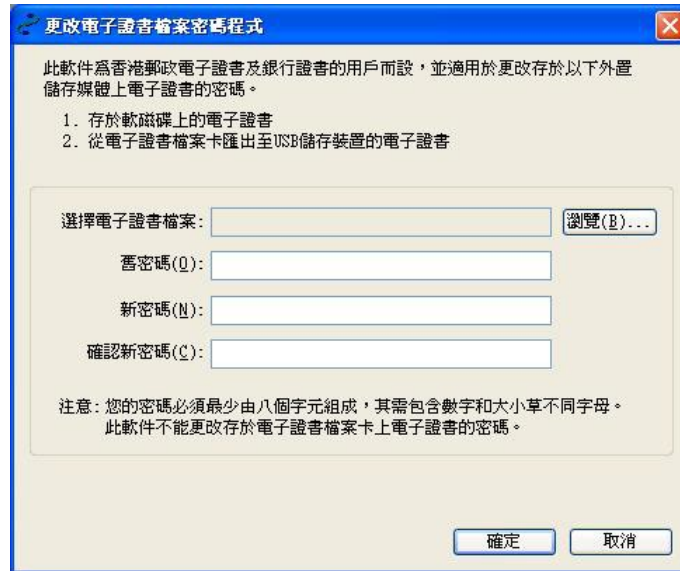 更改電子證書檔案密碼程式
此軟件爲香港郵政電子證書及銀行證書的用戶而設，並適用於更改存於以下外置
儲存媒體上電子證書的密碼。
1. 存於軟磁碟上的電子證書
2. 從電子證書檔案卡匯出至USB儲存裝置的電子證書
選擇電子證書檔案:
瀏覽(B)...
舊密碼(O):
新密碼(N):
確認新密碼(C):
注意: 您的密碼必須最少由八個字元組成，其需包含數字和大小草不同字母。
此軟件不能更改存於電子證書檔案卡上電子證書的密碼。
確定
取消